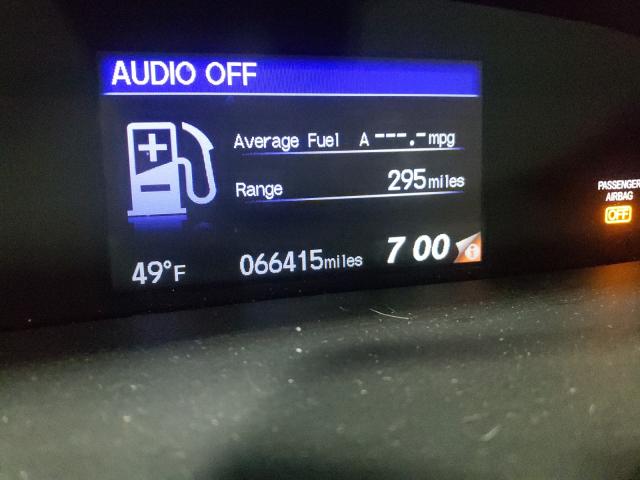 AUDIO OFF
Average Fuel A ---.- mpg
Range 295 miles
PASSENGER
AIRBAG
OFF
49°F 066415 miles 7 00 i